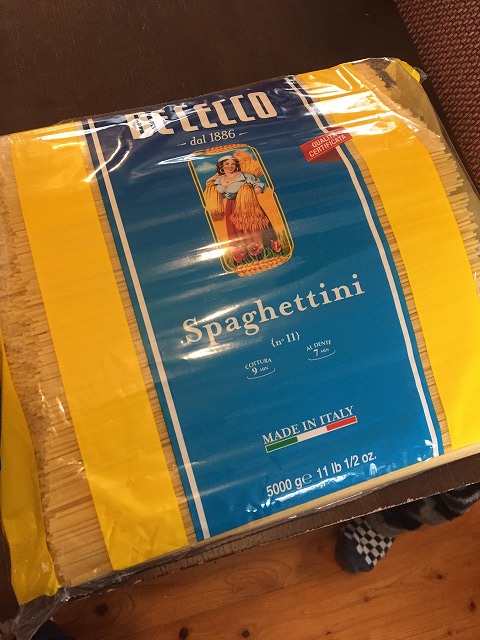 DE CECCO
dal 1886
QUALITÀ
CERTIFICATA
Spaghettini
{n° 11}
COTTURA
9 MIN
AL DENTE
7 MIN
MADE IN ITALY
5000 g e 11 lb 1/2 oz.